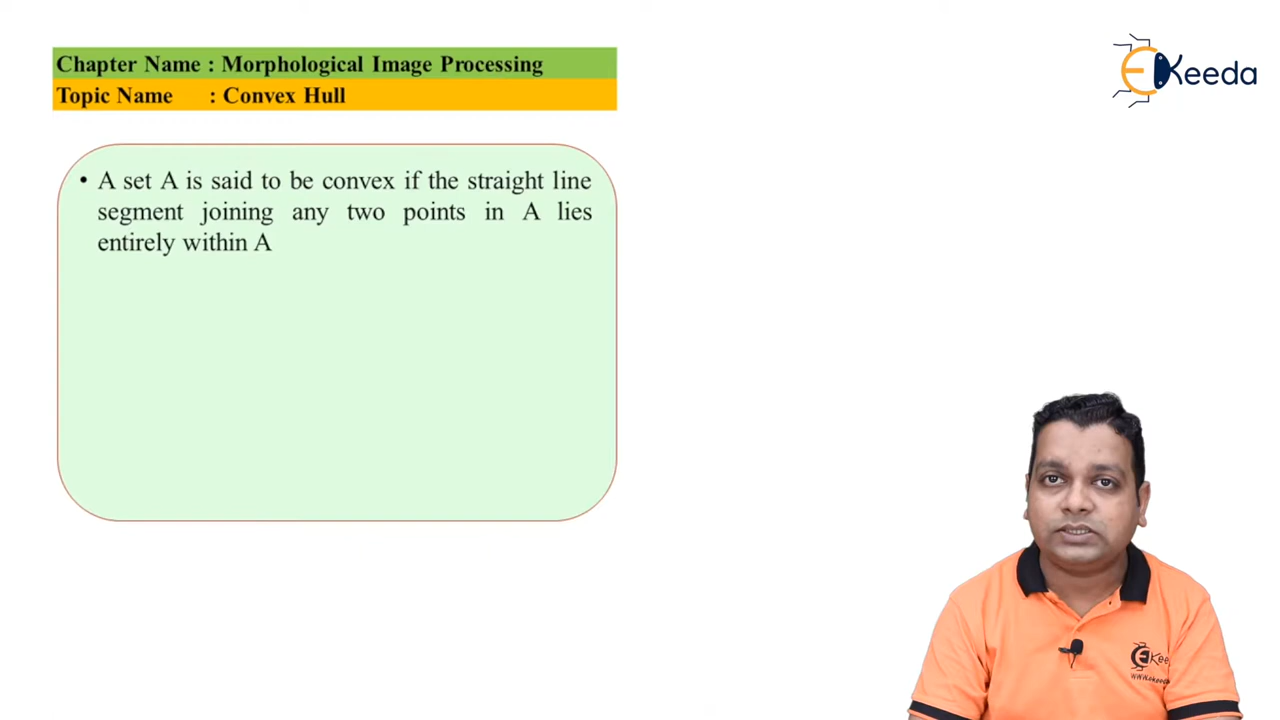 Chapter Name : Morphological Image Processing
Topic Name : Convex Hull
Keeda
• A set A is said to be convex if the straight line
segment joining any two points in A lies
entirely within A